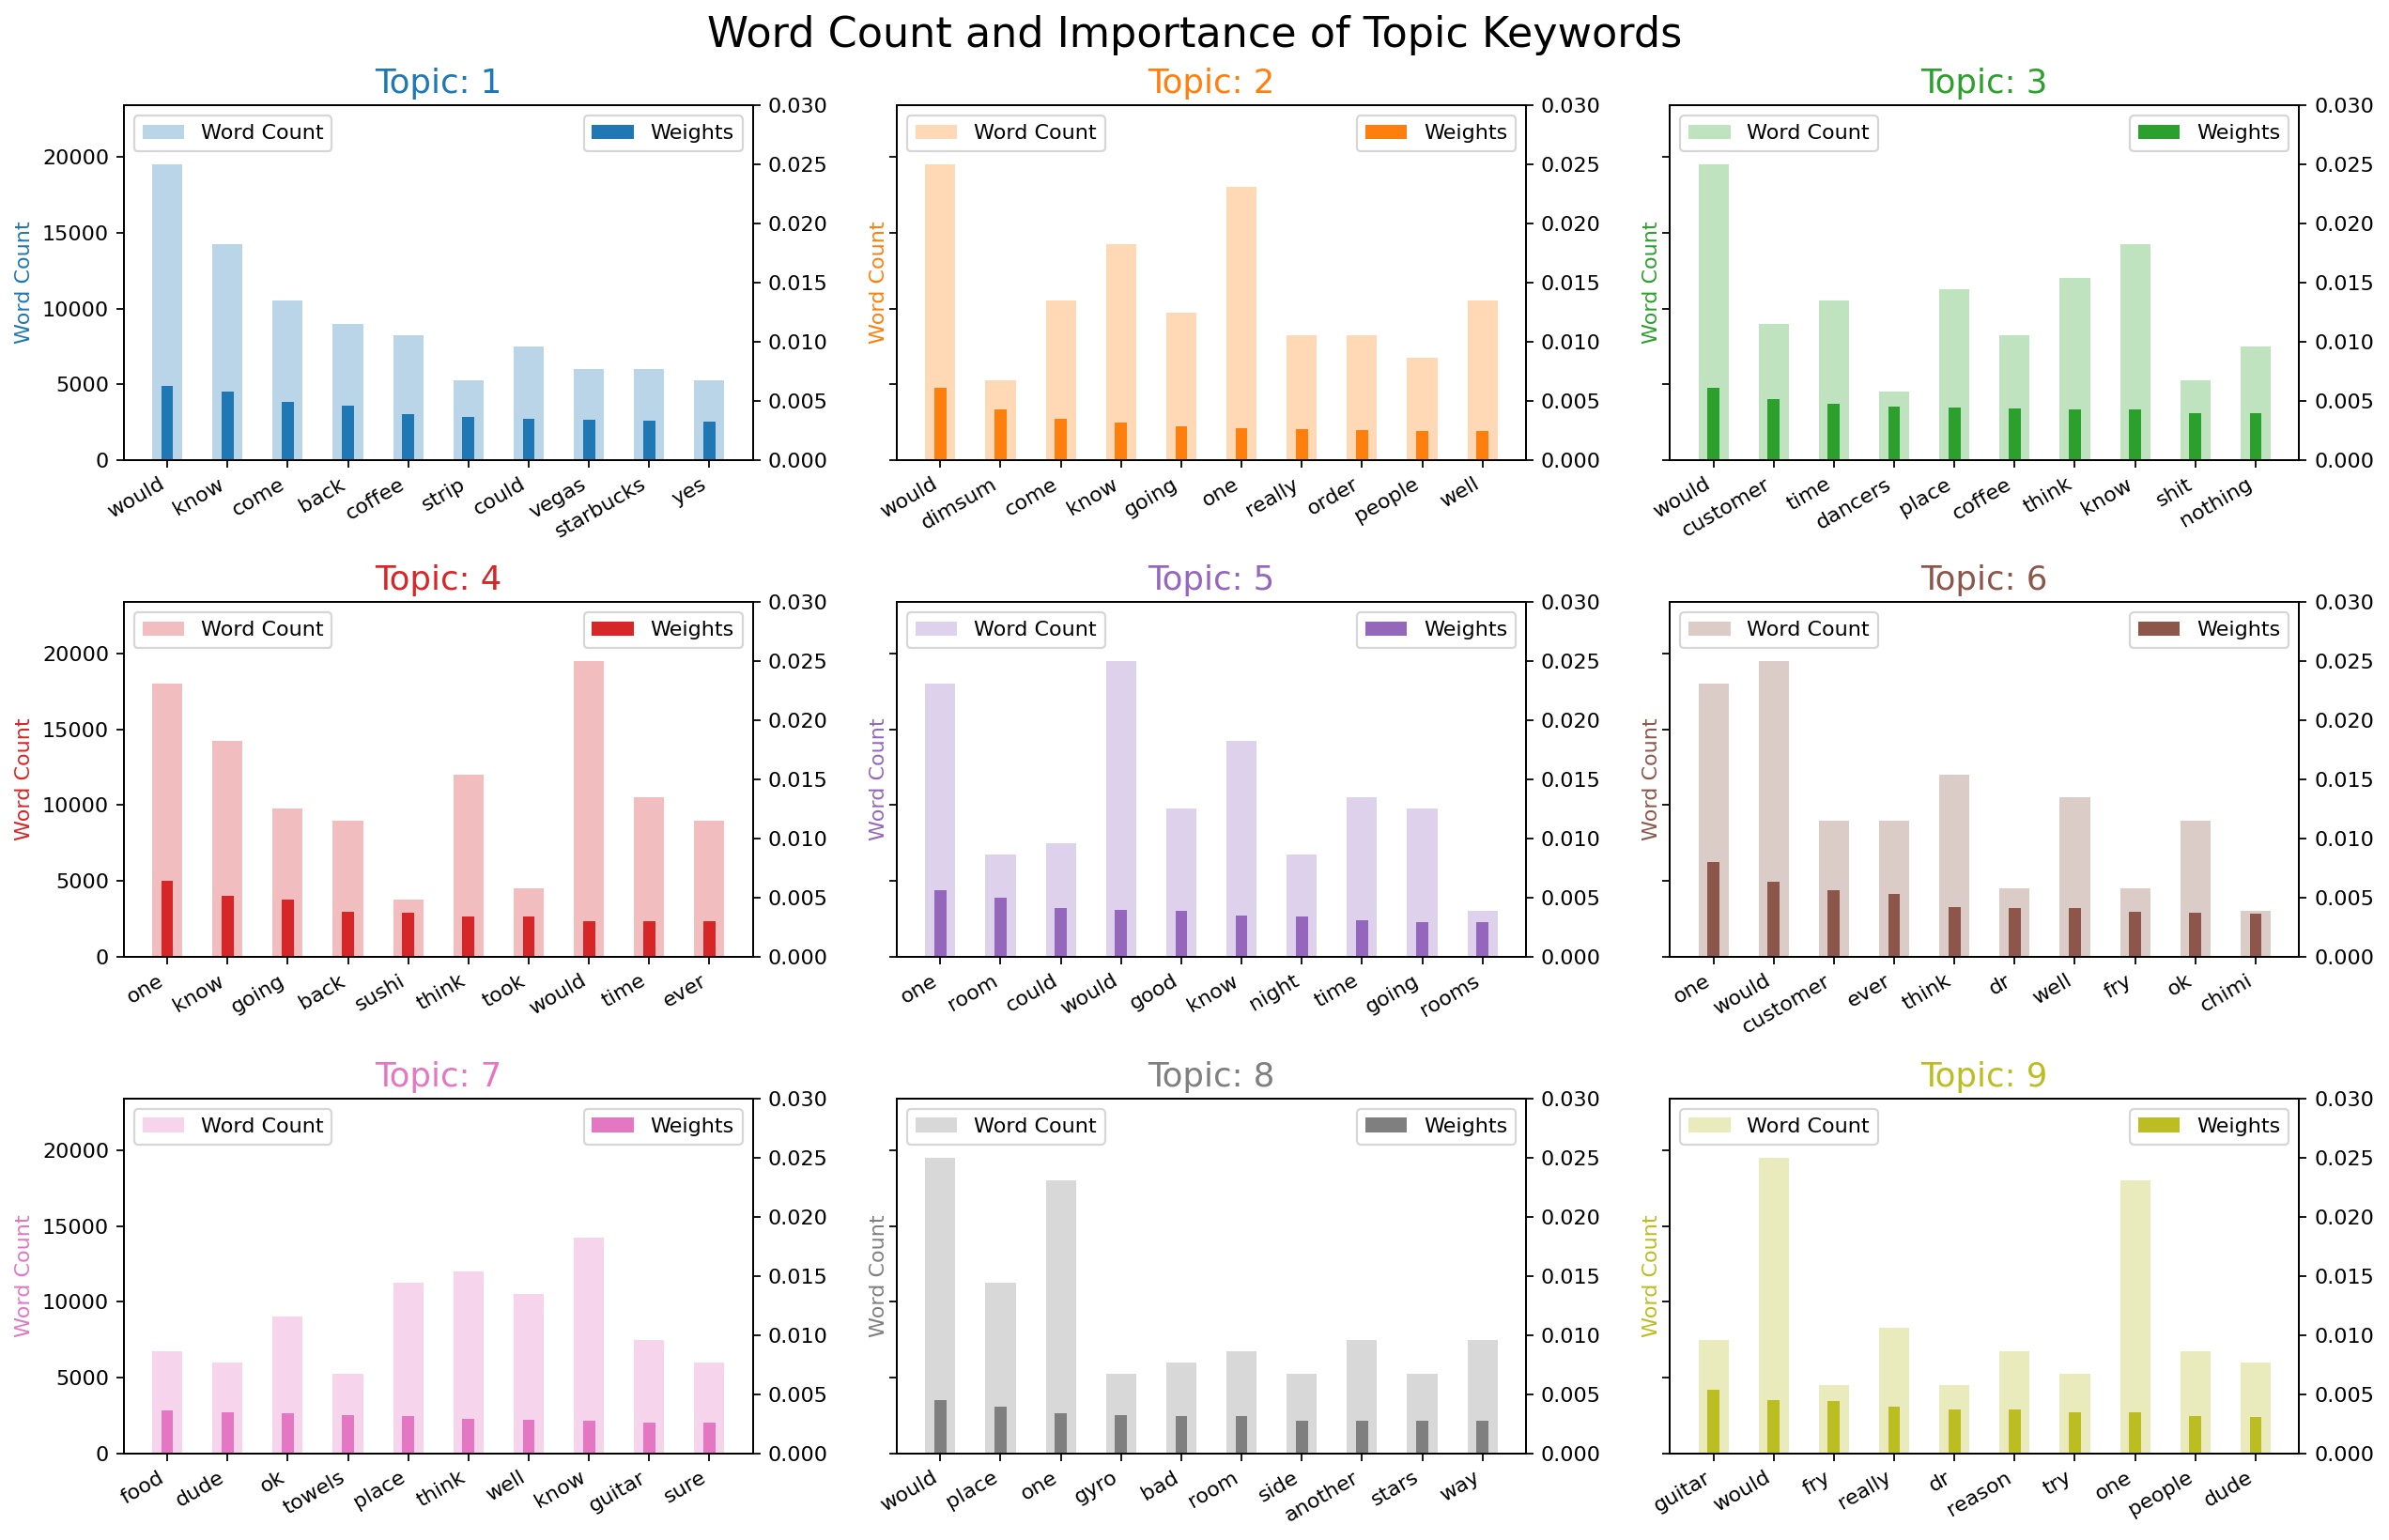 Word Count and Importance of Topic Keywords
Topic: 1
Word Count
Weights
Word Count
20000
15000
10000
5000
0
0.030
0.025
0.020
0.015
0.010
0.005
0.000
would know come back coffee strip could vegas starbucks yes
Topic: 2
Word Count
Weights
Word Count
0.030
0.025
0.020
0.015
0.010
0.005
0.000
would dimsum come know going one really order people well
Topic: 3
Word Count
Weights
Word Count
0.030
0.025
0.020
0.015
0.010
0.005
0.000
would customer time dancers place coffee think know shit nothing
Topic: 4
Word Count
Weights
Word Count
20000
15000
10000
5000
0
0.030
0.025
0.020
0.015
0.010
0.005
0.000
one know going back sushi think took would time ever
Topic: 5
Word Count
Weights
Word Count
0.030
0.025
0.020
0.015
0.010
0.005
0.000
one room could would good know night time going rooms
Topic: 6
Word Count
Weights
Word Count
0.030
0.025
0.020
0.015
0.010
0.005
0.000
one would customer ever think dr well fry ok chimi
Topic: 7
Word Count
Weights
Word Count
20000
15000
10000
5000
0
0.030
0.025
0.020
0.015
0.010
0.005
0.000
food dude ok towels place think well know guitar sure
Topic: 8
Word Count
Weights
Word Count
0.030
0.025
0.020
0.015
0.010
0.005
0.000
would place one gyro bad room side another stars way
Topic: 9
Word Count
Weights
Word Count
0.030
0.025
0.020
0.015
0.010
0.005
0.000
guitar would fry really dr reason try one people dude